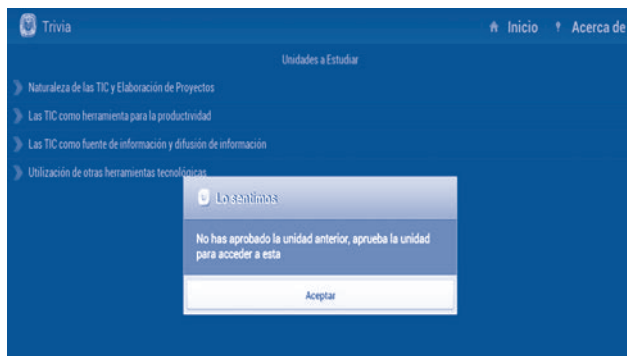 Trivia
Inicio
Acerca de
Unidades a Estudiar
Naturaleza de las TIC y Elaboración de Proyectos
Las TIC como herramienta para la productividad
Las TIC como fuente de información y difusión de información
Utilización de otras herramientas tecnológicas
Lo sentimos
No has aprobado la unidad anterior, aprueba la unidad
para acceder a esta
Aceptar